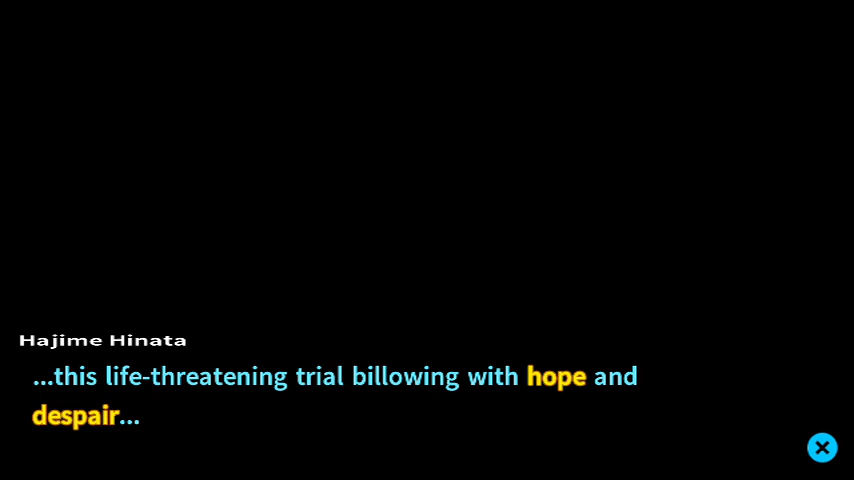 Hajime Hinata
...this life-threatening trial billowing with hope and
despair...